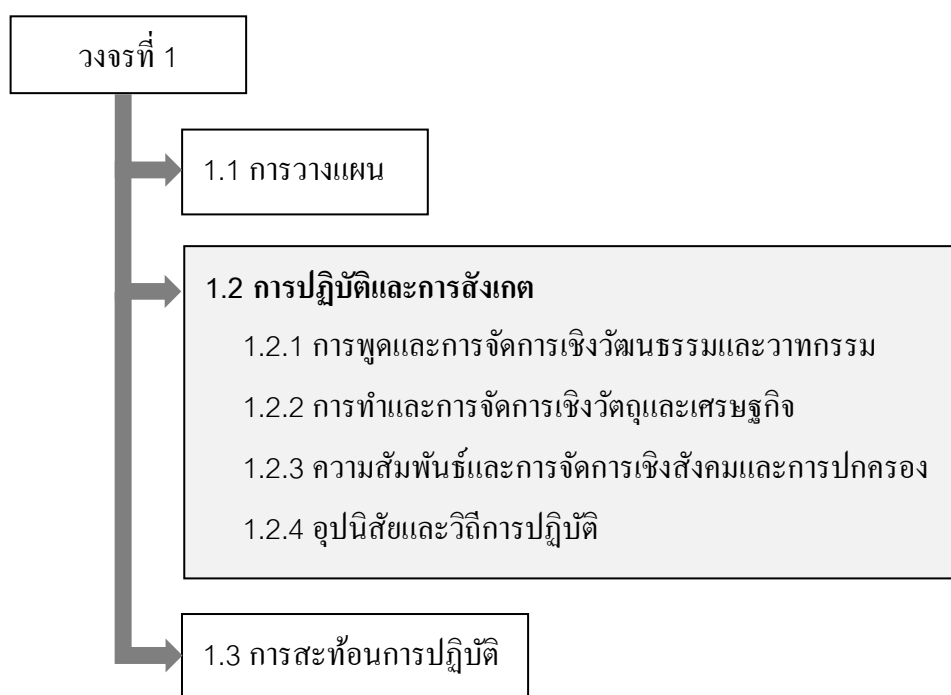 วงจรที่ 1
1.1 การวางแผน
1.2 การปฏิบัติและการสังเกต
1.2.1 การพูดและการจัดการเชิงวัฒนธรรมและวาทกรรม
1.2.2 การทำและการจัดการเชิงวัตถุและเศรษฐกิจ
1.2.3 ความสัมพันธ์และการจัดการเชิงสังคมและการปกครอง
1.2.4 อุปนิสัยและวิถีการปฏิบัติ
1.3 การสะท้อนการปฏิบัติ